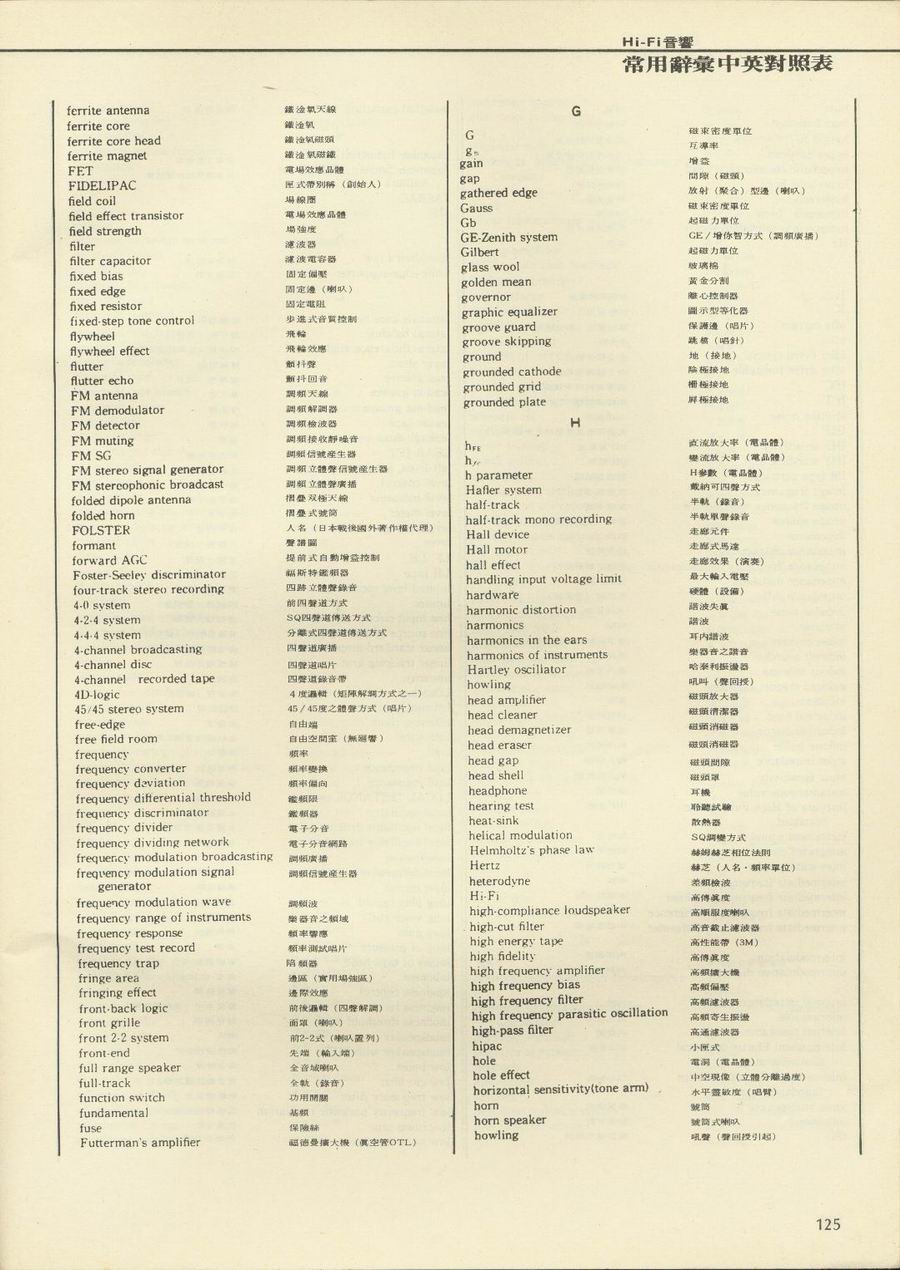 Hi-Fi音響
常用辭彙中英對照表
ferrite antenna 鐵淦氧天線
ferrite core 鐵淦氧
ferrite core head 鐵淦氧磁頭
ferrite magnet 鐵淦氧磁鐵
FET 電場效應晶體
FIDELIPAC 匣式帶別稱（創始人）
field coil 場線圈
field effect transistor 電場效應晶體
field strength 場強度
filter 濾波器
filter capacitor 濾波電容器
fixed bias 固定偏壓
fixed edge 固定邊（喇叭）
fixed resistor 固定電阻
fixed-step tone control 步進式音質控制
flywheel 飛輪
flywheel effect 飛輪效應
flutter 顫抖聲
flutter echo 顫抖回音
FM antenna 調頻天線
FM demodulator 調頻解調器
FM detector 調頻檢波器
FM muting 調頻接收靜噪音
FM SG 調頻信號產生器
FM stereo signal generator 調頻立體聲信號產生器
FM stereophonic broadcast 調頻立體聲廣播
folded dipole antenna 摺疊双極天線
folded horn 摺疊式號筒
FOLSTER 人名（日本戰後國外著作權代理）
formant 聲譜圖
forward AGC 提前式自動增益控制
Foster-Seeley discriminator 福斯特鑑頻器
four-track stereo recording 四跡立體聲錄音
4-0 system 前四聲道方式
4-2-4 system SQ四聲道傳送方式
4-4-4 system 分離式四聲道傳送方式
4-channel broadcasting 四聲道廣播
4-channel disc 四聲道唱片
4-channel recorded tape 四聲道錄音帶
4D-logic 4度邏輯（矩陣解調方式之一）
45/45 stereo system 45／45度之體聲方式（唱片）
free-edge 自由端
free field room 自由空間室（無廻響）
frequency 頻率
frequency converter 頻率變換
frequency deviation 頻率偏向
frequency differential threshold 鑑頻限
frequency discriminator 鑑頻器
frequency divider 電子分音
frequency dividing network 電子分音網路
frequency modulation broadcasting 調頻廣播
frequency modulation signal 調頻信號產生器
generator
frequency modulation wave 調頻波
frequency range of instruments 樂器音之頻域
frequency response 頻率響應
frequency test record 頻率測試唱片
frequency trap 陷頻器
fringe area 邊區（實用場強區）
fringing effect 邊際效應
front-back logic 前後邏輯（四聲解調）
front grille 面罩（喇叭）
front 2-2 system 前2-2式（喇叭置列）
front-end 先端（輸入端）
full range speaker 全音域喇叭
full-track 全軌（錄音）
function switch 功用開關
fundamental 基頻
fuse 保險絲
Futterman's amplifier 福德曼擴大機（眞空管OTL）
G
G 磁束密度單位
g 互導率
gain 增益
gap 間隙（磁頭）
gathered edge 放射（聚合）型邊（喇叭）
Gauss 磁束密度單位
Gb 起磁力單位
GE-Zenith system GE／增你智方式（調頻廣播）
Gilbert 起磁力單位
glass wool 玻璃棉
golden mean 黃金分割
governor 離心控制器
graphic equalizer 圖示型等化器
groove guard 保護邊（唱片）
groove skipping 跳槽（唱針）
ground 地（接地）
grounded cathode 陰極接地
grounded grid 柵極接地
grounded plate 屏極接地
H
hFE 直流放大率（電晶體）
hfe 變流放大率（電晶體）
h parameter H參數（電晶體）
Hafler system 戴納可四聲方式
half-track 半軌（錄音）
half-track mono recording 半軌單聲錄音
Hall device 走廊元件
Hall motor 走廊式馬達
hall effect 走廊效果（演奏）
handling input voltage limit 最大輸入電壓
hardware 硬體（設備）
harmonic distortion 諧波失眞
harmonics 諧波
harmonics in the ears 耳內諧波
harmonics of instruments 樂器音之諧音
Hartley oscillator 哈泰利振盪器
howling 吼叫（聲回授）
head amplifier 磁頭放大器
head cleaner 磁頭清潔器
head demagnetizer 磁頭消磁器
head eraser 磁頭消磁器
head gap 磁頭間隙
head shell 磁頭罩
headphone 耳機
hearing test 聆聽試驗
heat-sink 散熱器
helical modulation SQ調變方式
Helmholtz's phase law 赫姆赫芝相位法則
Hertz 赫芝（人名・頻率單位）
heterodyne 差頻檢波
Hi-Fi 高傳眞度
high-compliance loudspeaker 高順服度喇叭
high-cut filter 高音截止濾波器
high energy tape 高性能帶（3M）
high fidelity 高傳眞度
high frequency amplifier 高頻擴大機
high frequency bias 高頻偏壓
high frequency filter 高頻濾波器
high frequency parasitic oscillation 高頻寄生振盪
high-pass filter 高通濾波器
hipac 小匣式
hole 電洞（電晶體）
hole effect 中空現像（立體分離過度）
horizontal sensitivity(tone arm) 水平靈敏度（唱臂）
horn 號筒
horn speaker 號筒式喇叭
howling 吼聲（聲回授引起）
125